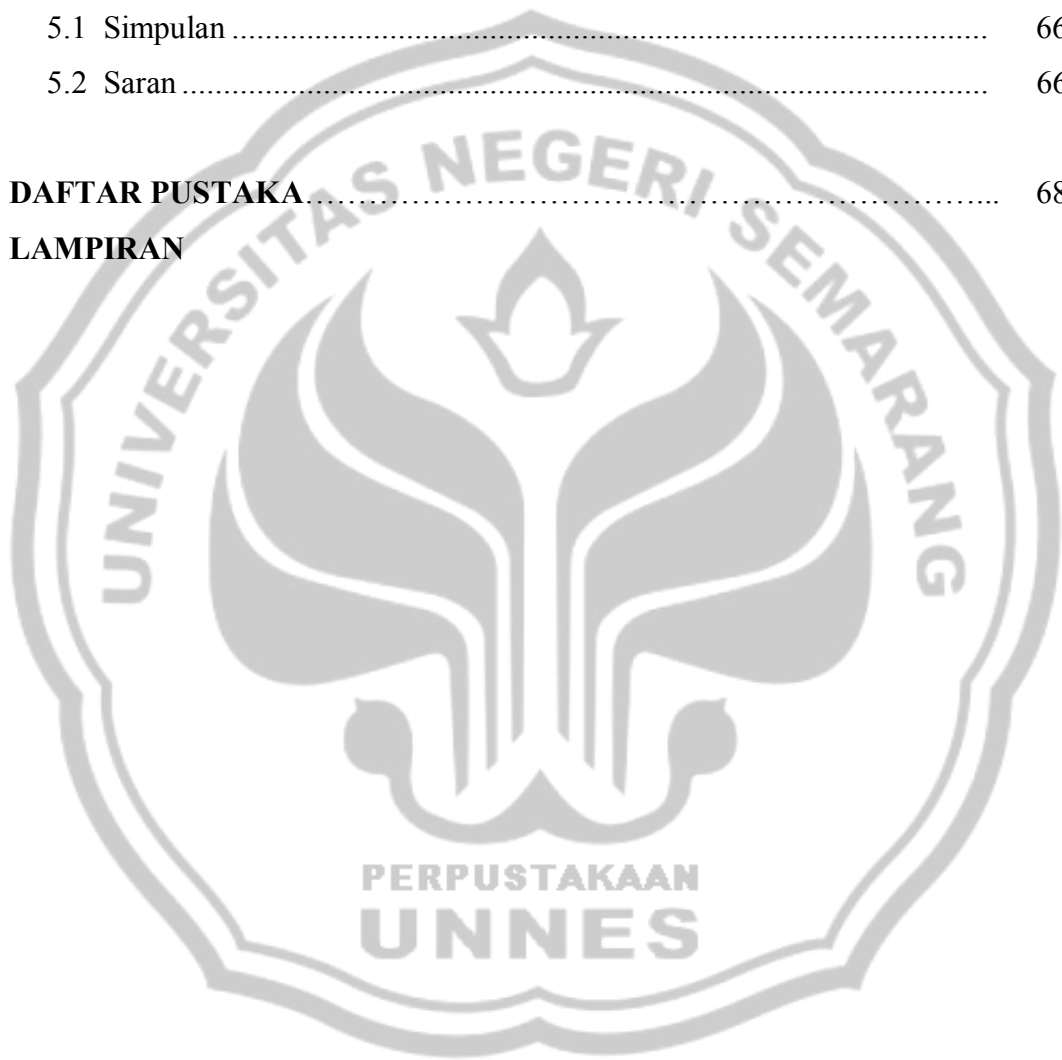 5.1 Simpulan ........................................................................................ 66
5.2 Saran .............................................................................................. 66
DAFTAR PUSTAKA………………………………………………………... 68
LAMPIRAN
UNIVERSITAS NEGERI SEMARANG
PERPUSTAKAAN
UNNES